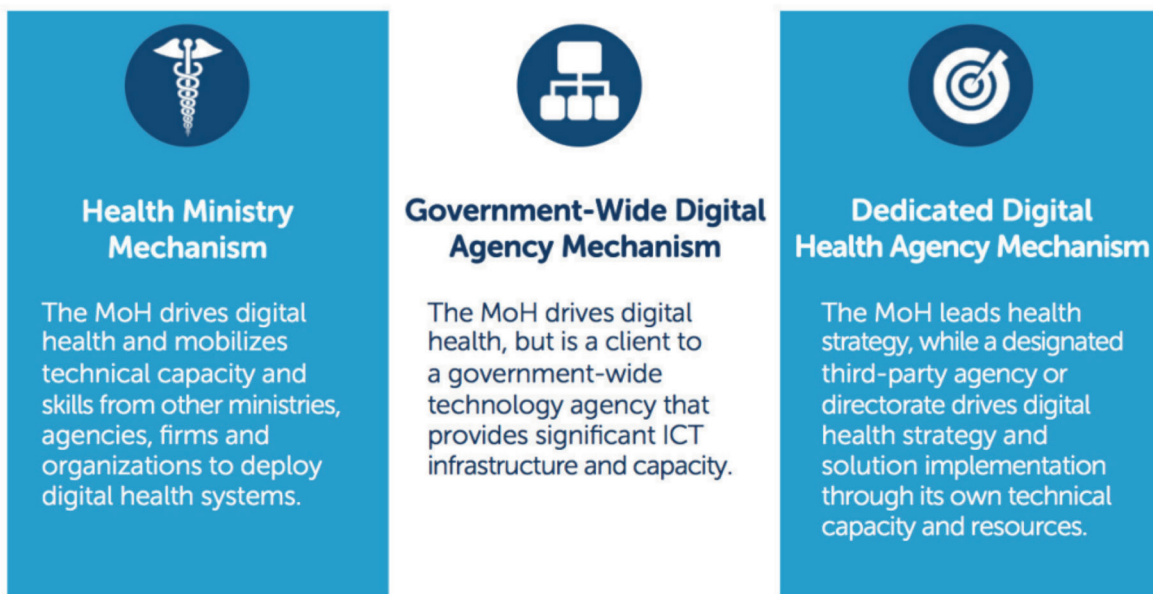 Health Ministry
Mechanism
The MoH drives digital
health and mobilizes
technical capacity and
skills from other ministries,
agencies, firms and
organizations to deploy
digital health systems.
Government-Wide Digital
Agency Mechanism
The MoH drives digital
health, but is a client to
a government-wide
technology agency that
provides significant ICT
infrastructure and capacity.
Dedicated Digital
Health Agency Mechanism
The MoH leads health
strategy, while a designated
third-party agency or
directorate drives digital
health strategy and
solution implementation
through its own technical
capacity and resources.